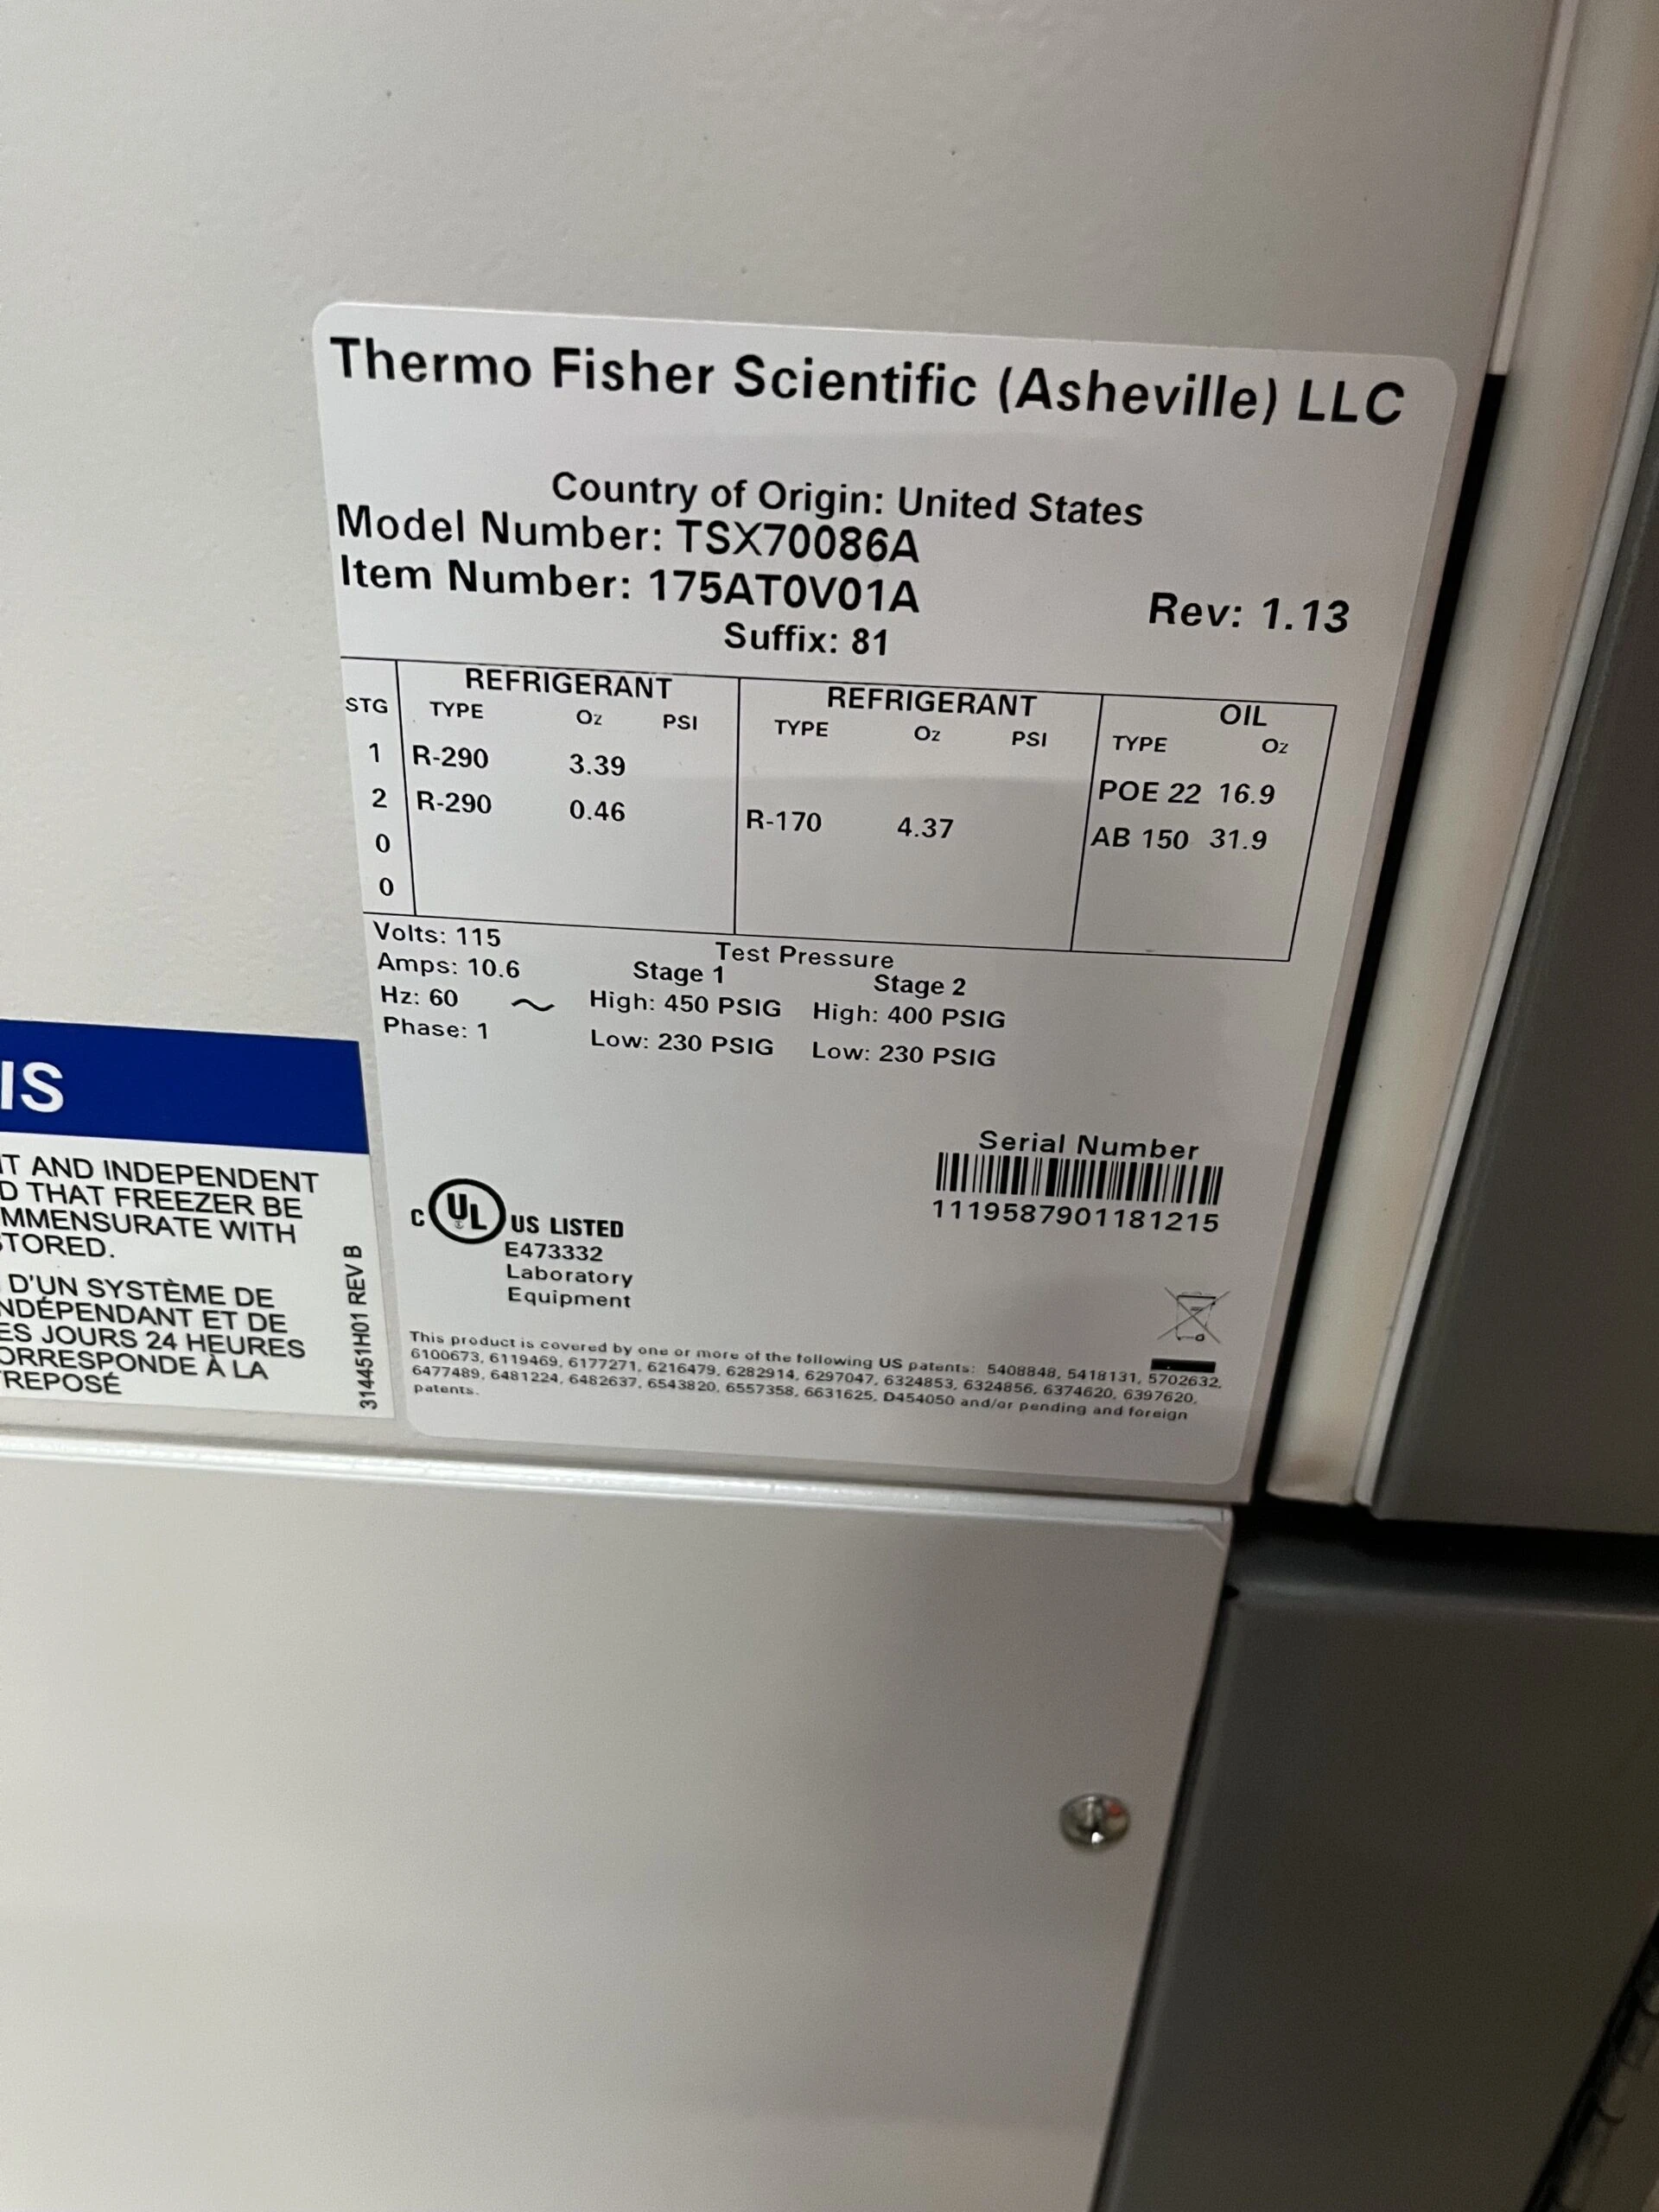 Thermo Fisher Scientific (Asheville) LLC
Country of Origin: United States
Model Number: TSX70086A
Item Number: 175AT0V01A
Rev: 1.13
Suffix: 81
STG REFRIGERANT REFRIGERANT OIL
TYPE Oz PSI TYPE Oz PSI TYPE Oz
1 R-290 3.39 POE 22 16.9
2 R-290 0.46 R-170 4.37 AB 150 31.9
0
0
Volts: 115
Amps: 10.6
Hz: 60 ~
Phase: 1
Test Pressure
Stage 1 Stage 2
High: 450 PSIG High: 400 PSIG
Low: 230 PSIG Low: 230 PSIG
Serial Number
1119587901181215
C UL US LISTED
E473332
Laboratory
Equipment
This product is covered by one or more of the following US patents: 5408848, 5418131, 5702632,
6100673, 6119469, 6177271, 6216479, 6282914, 6297047, 6324853, 6324856, 6374620, 6397620,
6477489, 6481224, 6482637, 6543820, 6557358, 6631625, D454050 and/or pending and foreign
patents.
IS
T AND INDEPENDENT
D THAT FREEZER BE
MMENSURATE WITH
TORED.
D'UN SYSTÈME DE
NDÉPENDANT ET DE
ES JOURS 24 HEURES
ORRESPONDE À LA
REPOSÉ
314451H01 REV B